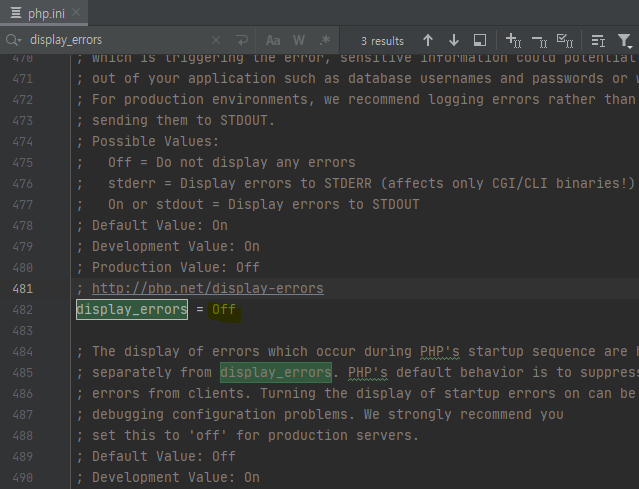 php.ini
display_errors
Aa W .* 3 results
470 ; which is triggering the error, sensitive information could potential
471 ; out of your application such as database usernames and passwords or w
472 ; For production environments, we recommend logging errors rather than
473 ; sending them to STDOUT.
474 ; Possible Values:
475 ;   Off = Do not display any errors
476 ;   stderr = Display errors to STDERR (affects only CGI/CLI binaries!)
477 ;   On or stdout = Display errors to STDOUT
478 ; Default Value: On
479 ; Development Value: On
480 ; Production Value: Off
481 ; http://php.net/display-errors
482 display_errors = Off
483
484 ; The display of errors which occur during PHP's startup sequence are h
485 ; separately from display_errors. PHP's default behavior is to suppress
486 ; errors from clients. Turning the display of startup errors on can be
487 ; debugging configuration problems. We strongly recommend you
488 ; set this to 'off' for production servers.
489 ; Default Value: Off
490 ; Development Value: On